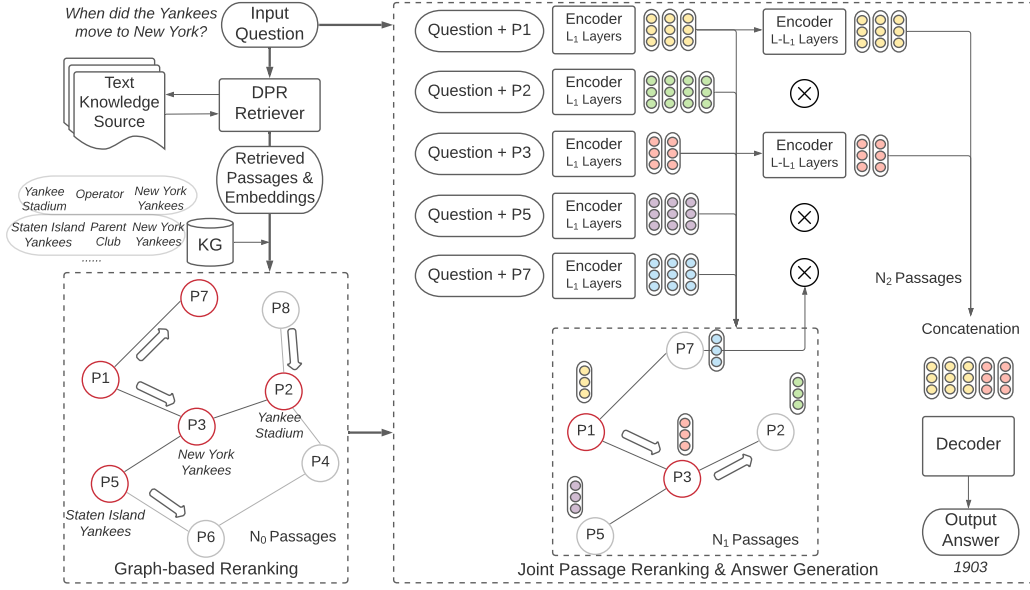 When did the Yankees
move to New York?
Input
Question
Text
Knowledge
Source
DPR
Retriever
Retrieved
Passages &
Embeddings
Yankee
Stadium
Operator
New York
Yankees
Staten Island
Yankees
Parent
Club
New York
Yankees
......
KG
P7
P8
P1
P2
Yankee
Stadium
P3
New York
Yankees
P4
P5
Staten Island
Yankees
P6
N0 Passages
Graph-based Reranking
Question + P1
Encoder
L1 Layers
Encoder
L-L1 Layers
Question + P2
Encoder
L1 Layers
Question + P3
Encoder
L1 Layers
Encoder
L-L1 Layers
Question + P5
Encoder
L1 Layers
Question + P7
Encoder
L1 Layers
N2 Passages
P7
P1
P2
P3
P5
N1 Passages
Concatenation
Decoder
Output
Answer
1903
Joint Passage Reranking & Answer Generation